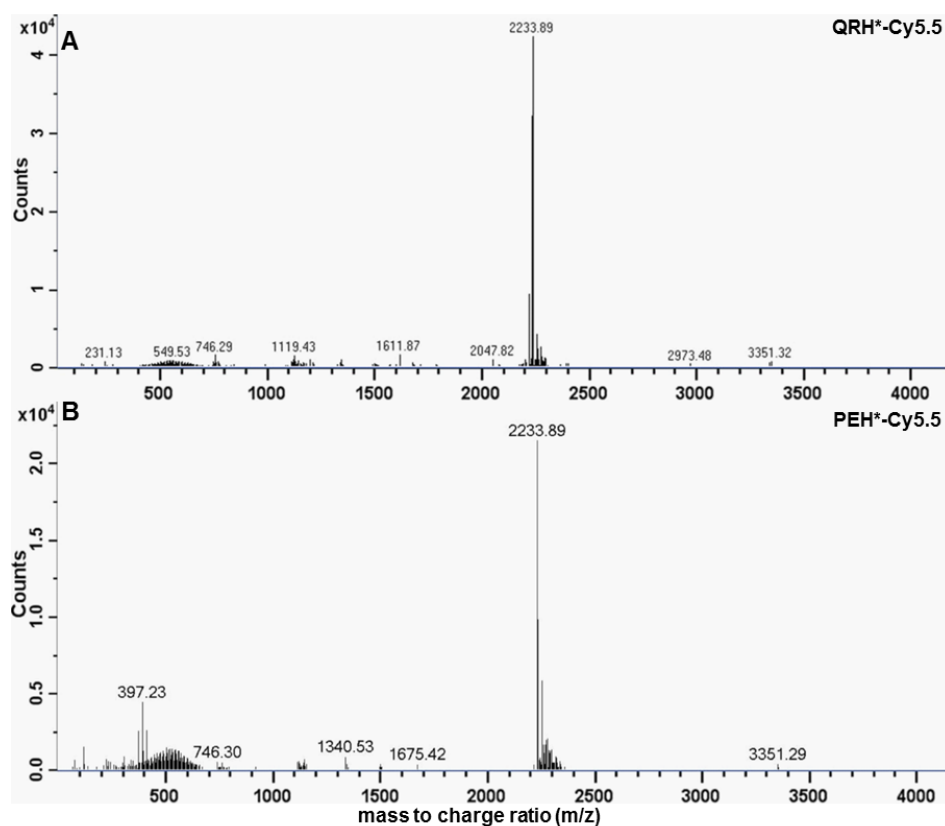 x10⁴
A
QRH*-Cy5.5
2233.89
4
3
2
1
0
Counts
231.13
549.53
746.29
1119.43
1611.87
2047.82
2973.48
3351.32
500 1000 1500 2000 2500 3000 3500 4000
x10⁴
B
PEH*-Cy5.5
2233.89
2.0
1.5
1.0
0.5
0.0
Counts
397.23
746.30
1340.53
1675.42
3351.29
500 1000 1500 2000 2500 3000 3500 4000
mass to charge ratio (m/z)